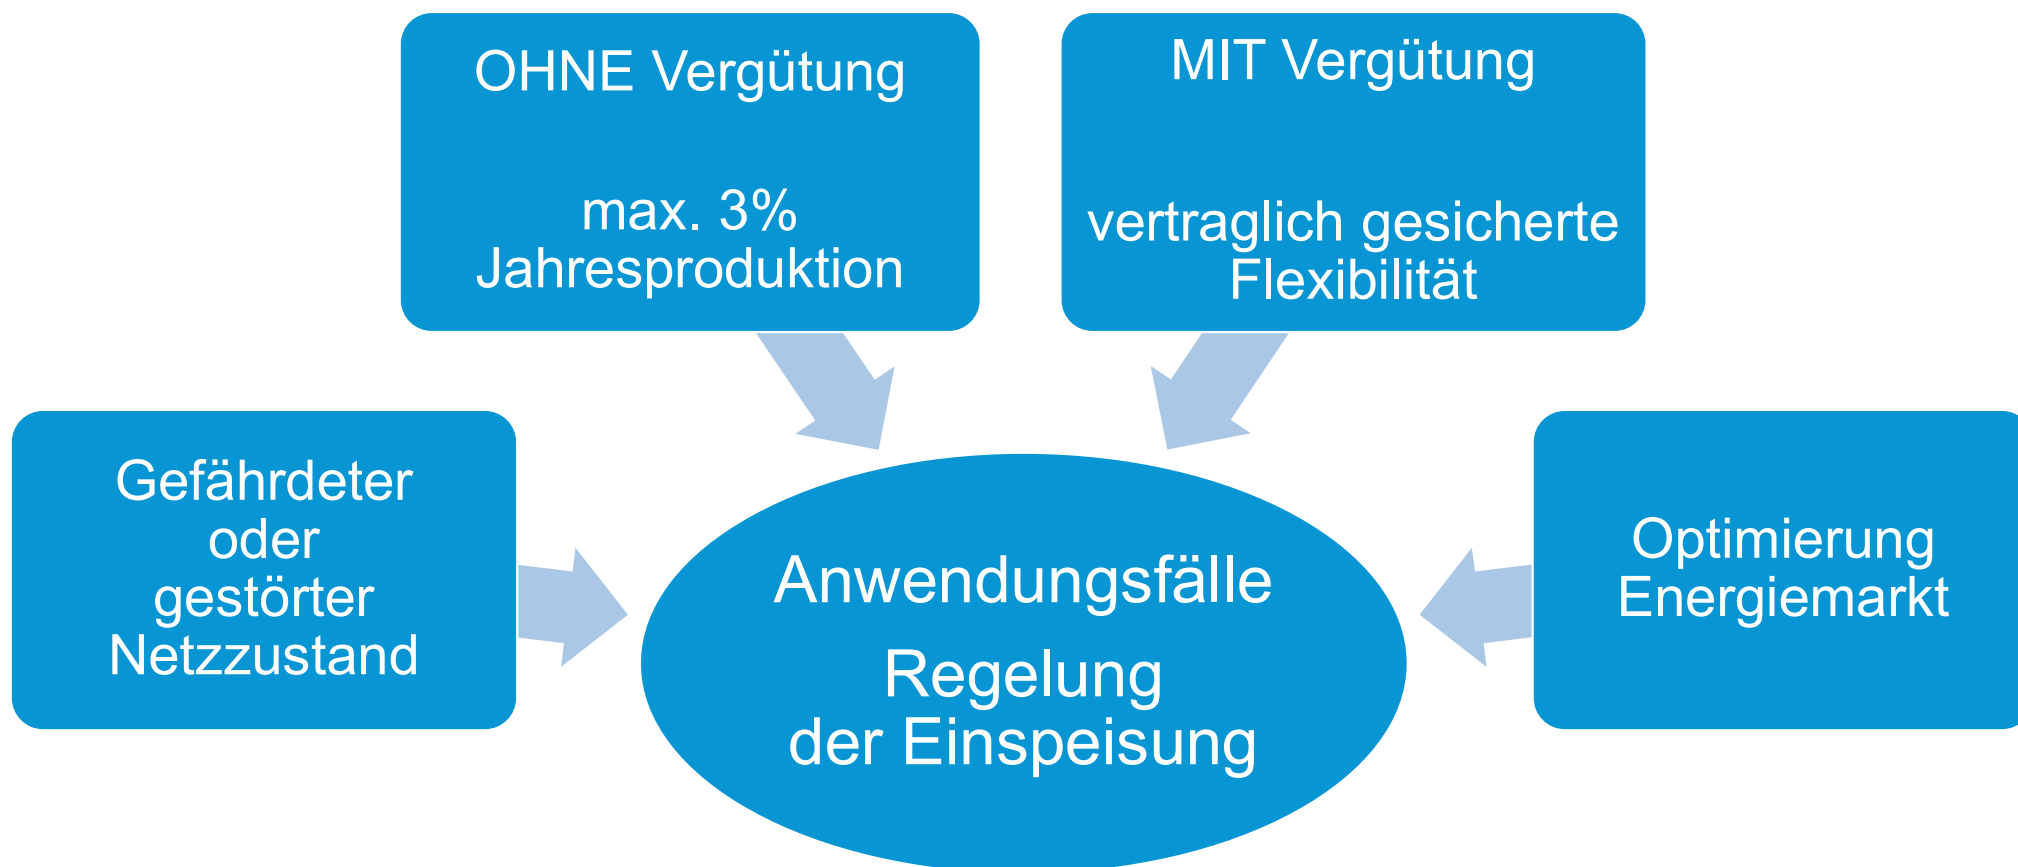 OHNE Vergütung
max. 3%
Jahresproduktion
MIT Vergütung
vertraglich gesicherte
Flexibilität
Gefährdeter
oder
gestörter
Netzzustand
Anwendungsfälle
Regelung
der Einspeisung
Optimierung
Energiemarkt